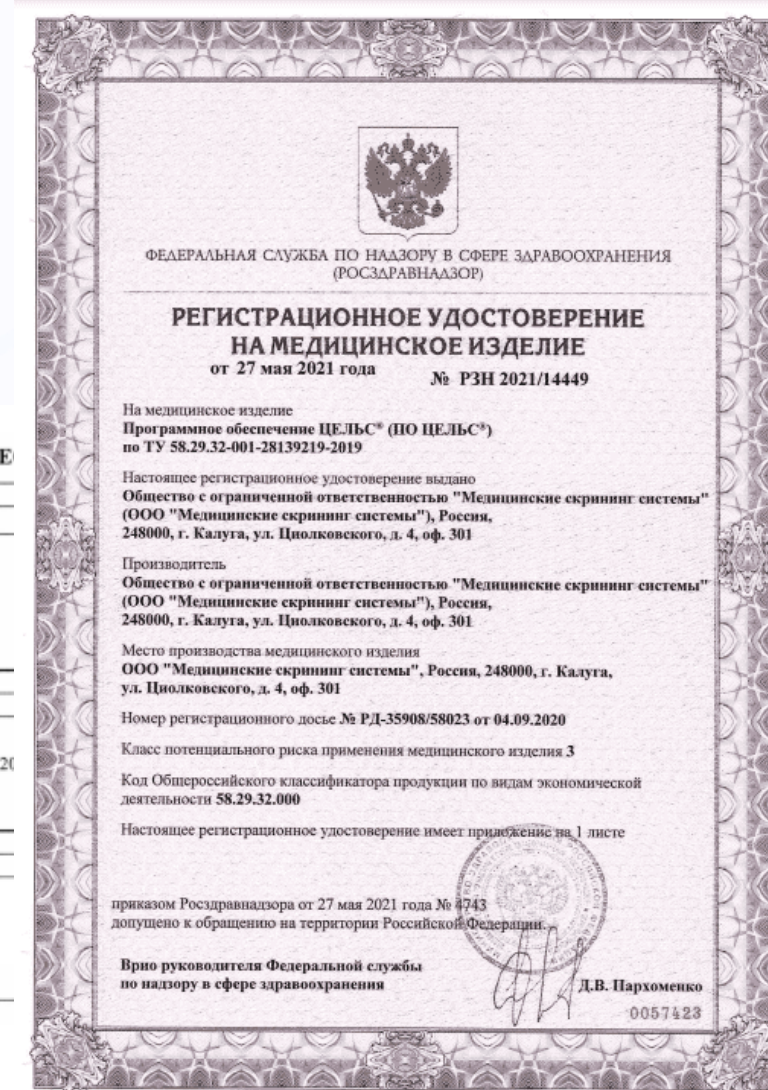 ФЕДЕРАЛЬНАЯ СЛУЖБА ПО НАДЗОРУ В СФЕРЕ ЗДРАВООХРАНЕНИЯ
(РОСЗДРАВНАДЗОР)
РЕГИСТРАЦИОННОЕ УДОСТОВЕРЕНИЕ
НА МЕДИЦИНСКОЕ ИЗДЕЛИЕ
от 27 мая 2021 года № РЗН 2021/14449
На медицинское изделие
Программное обеспечение ЦЕЛЬС® (ПО ЦЕЛЬС®)
по ТУ 58.29.32-001-28139219-2019
Настоящее регистрационное удостоверение выдано
Общество с ограниченной ответственностью "Медицинские скрининг системы"
(ООО "Медицинские скрининг системы"), Россия,
248000, г. Калуга, ул. Циолковского, д. 4, оф. 301
Производитель
Общество с ограниченной ответственностью "Медицинские скрининг системы"
(ООО "Медицинские скрининг системы"), Россия,
248000, г. Калуга, ул. Циолковского, д. 4, оф. 301
Место производства медицинского изделия
ООО "Медицинские скрининг системы", Россия, 248000, г. Калуга,
ул. Циолковского, д. 4, оф. 301
Номер регистрационного досье № РД-35908/58023 от 04.09.2020
Класс потенциального риска применения медицинского изделия 3
Код Общероссийского классификатора продукции по видам экономической
деятельности 58.29.32.000
Настоящее регистрационное удостоверение имеет приложение на 1 листе
приказом Росздравнадзора от 27 мая 2021 года № 4743
допущено к обращению на территории Российской Федерации.
Врио руководителя Федеральной службы
по надзору в сфере здравоохранения Д.В. Пархоменко
0057423